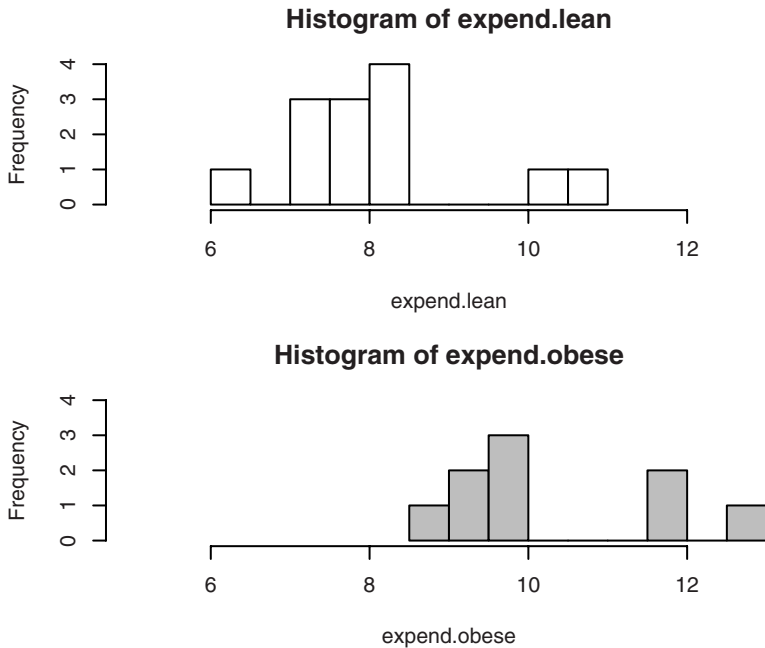 Histogram of expend.lean
Frequency
4
3
2
1
0
6 8 10 12
expend.lean
Histogram of expend.obese
Frequency
4
3
2
1
0
6 8 10 12
expend.obese